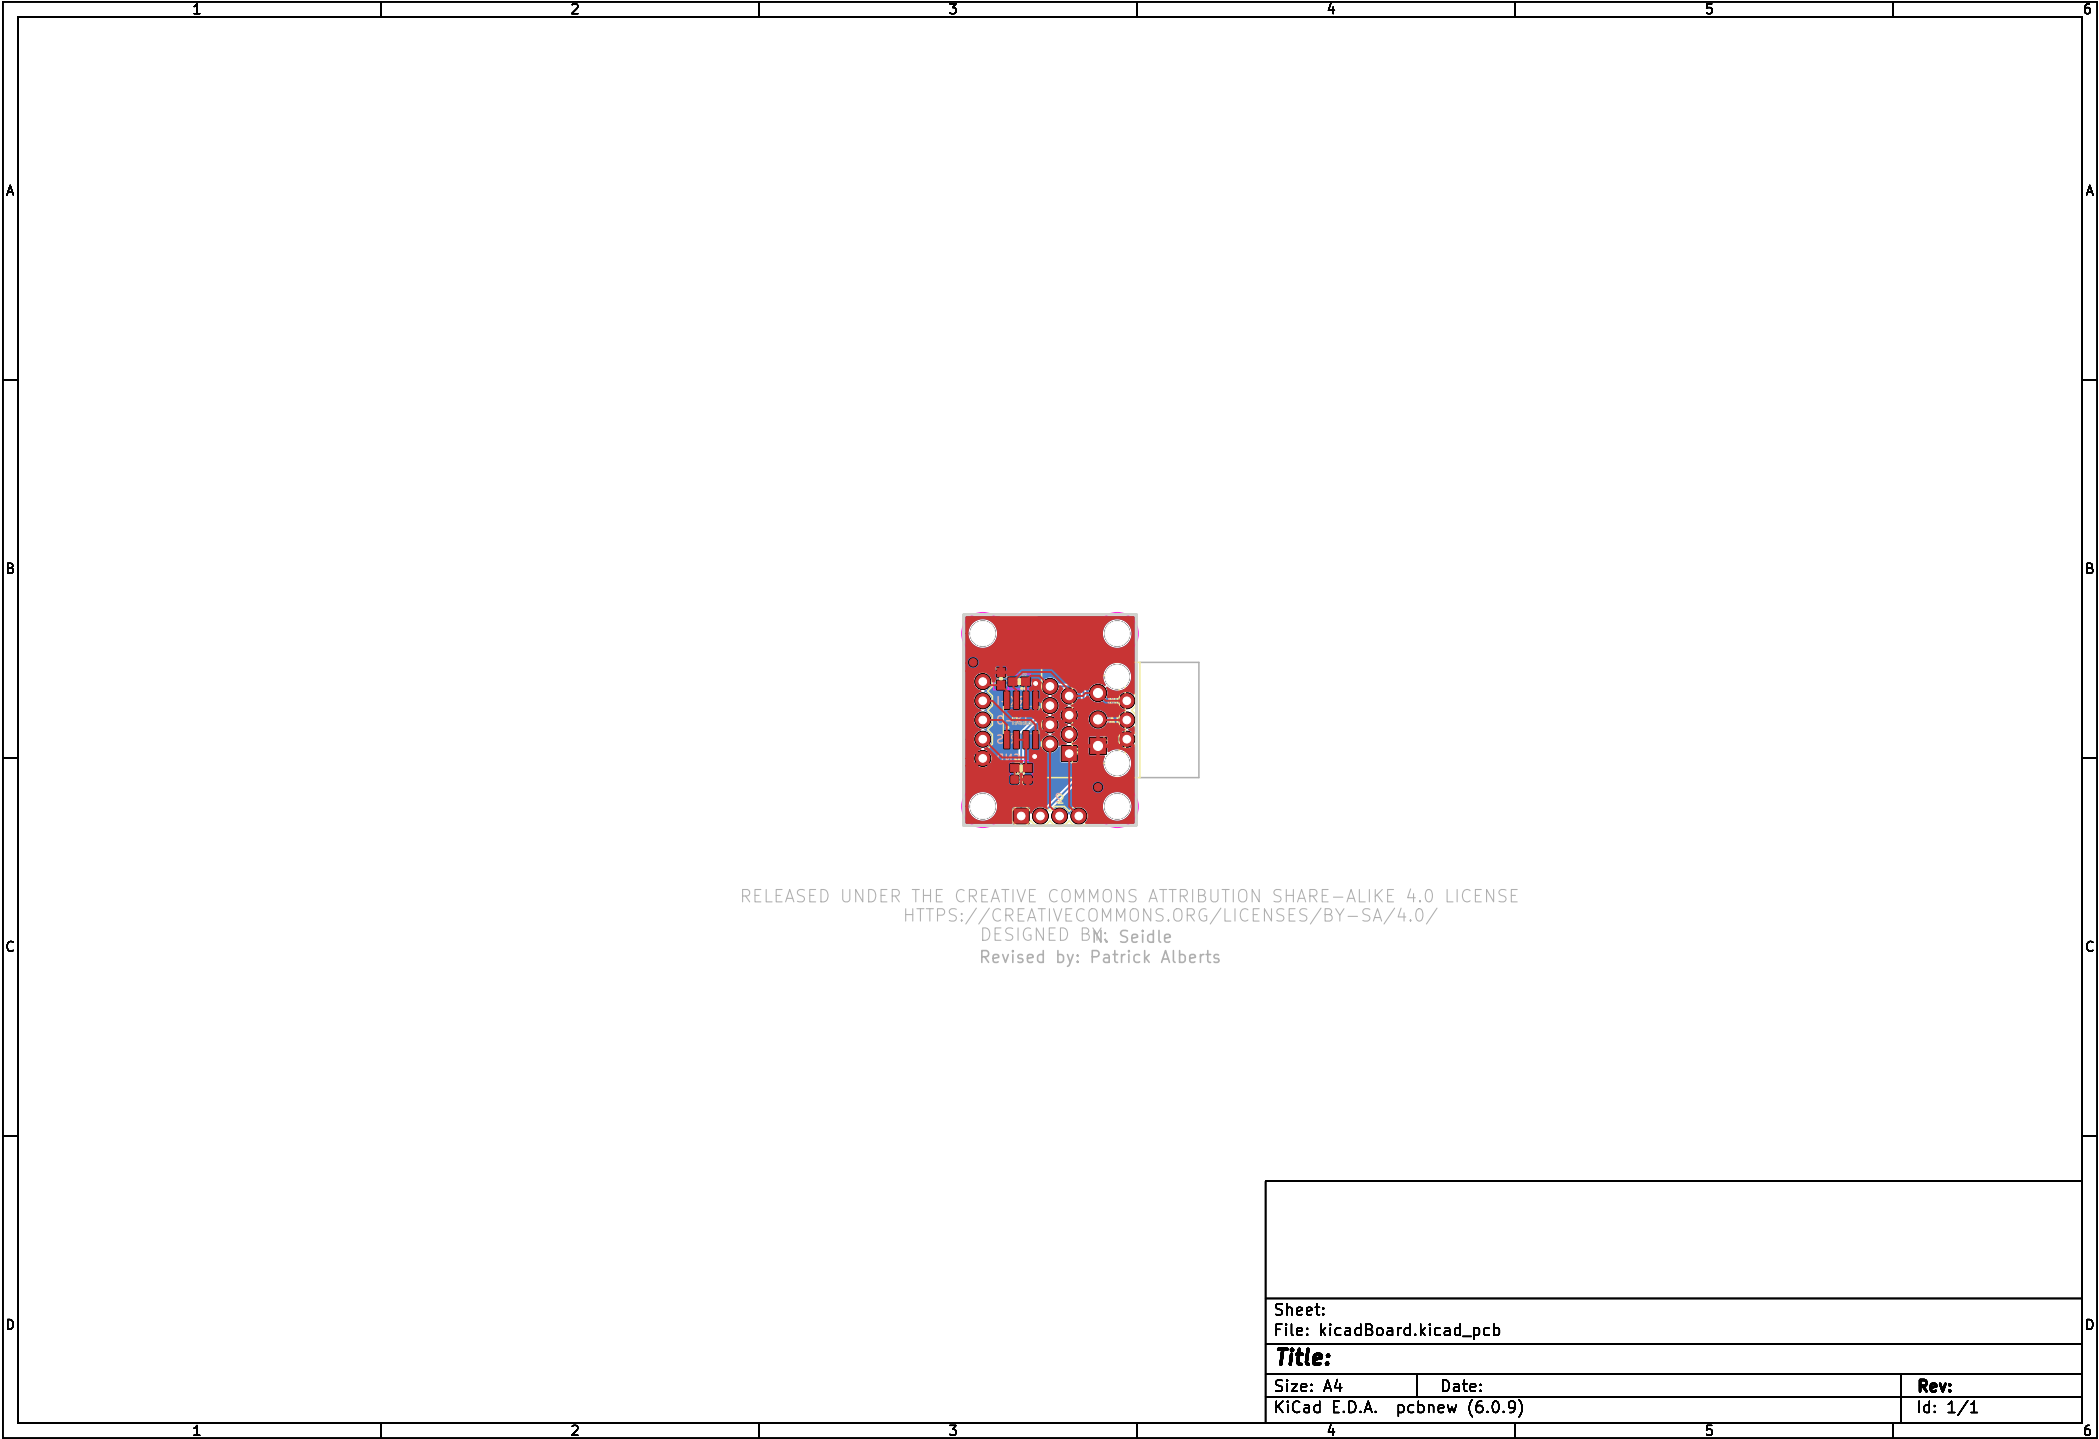 1 2 3 4 5 6
A A
B B
RELEASED UNDER THE CREATIVE COMMONS ATTRIBUTION SHARE-ALIKE 4.0 LICENSE
HTTPS://CREATIVECOMMONS.ORG/LICENSES/BY-SA/4.0/
DESIGNED BY: N. Seidle
C C
Revised by: Patrick Alberts
Sheet:
D D
File: kicadBoard.kicad_pcb
Title:
Size: A4 Date: Rev:
KiCad E.D.A. pcbnew (6.0.9) Id: 1/1
1 2 3 4 5 6